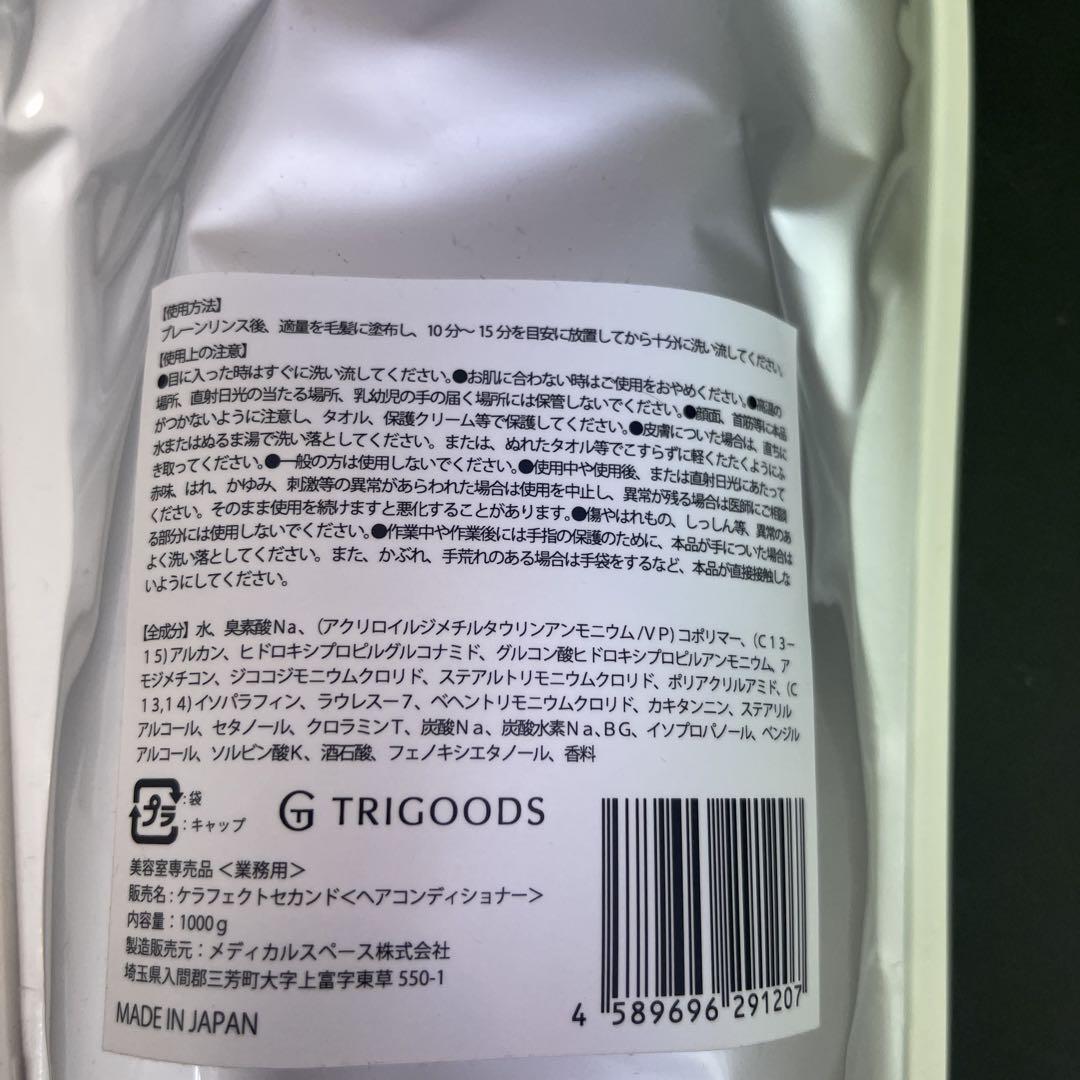 【使用方法】
プレーンリンス後、適量を毛髪に塗布し、10分～15分を目安に放置してから十分に洗い流してください。
【使用上の注意】
●目に入った時はすぐに洗い流してください。●お肌に合わない時はご使用をおやめください。●高温の
場所、直射日光の当たる場所、乳幼児の手の届く場所には保管しないでください。●顔面、首筋等に本品
がつかないように注意し、タオル、保護クリーム等で保護してください。●皮膚についた場合は、直ちに
水またはぬるま湯で洗い落としてください。または、ぬれたタオル等でこすらずに軽くたたくようにふ
き取ってください。●一般の方は使用しないでください。●使用中や使用後、または直射日光にあたって
赤味、はれ、かゆみ、刺激等の異常があらわれた場合は使用を中止し、異常が残る場合は医師にご相談
ください。そのまま使用を続けますと悪化することがあります。●傷やはれもの、しっしん等、異常のあ
る部分には使用しないでください。●作業中や作業後には手指の保護のために、本品が手についた場合は
よく洗い落としてください。また、かぶれ、手荒れのある場合は手袋をするなど、本品が直接接触しな
いようにしてください。
【全成分】水、臭素酸Na、（アクリロイルジメチルタウリンアンモニウム/VP）コポリマー、（C13-
15）アルカン、ヒドロキシプロピルグルコナミド、グルコン酸ヒドロキシプロピルアンモニウム、ア
モジメチコン、ジココジモニウムクロリド、ステアルトリモニウムクロリド、ポリアクリルアミド、（C
13,14）イソパラフィン、ラウレスー7、ベヘントリモニウムクロリド、カキタンニン、ステアリル
アルコール、セタノール、クロラミンT、炭酸Na、炭酸水素Na、BG、イソプロパノール、ベンジル
アルコール、ソルビン酸K、酒石酸、フェノキシエタノール、香料
プラ
：袋
：キャップ
TRIGOODS
美容室専売品＜業務用＞
販売名：ケラフェクトセカンド＜ヘアコンディショナー＞
内容量：1000g
製造販売元：メディカルスペース株式会社
埼玉県入間郡三芳町大字上富字東草550-1
MADE IN JAPAN
4 589696 291207